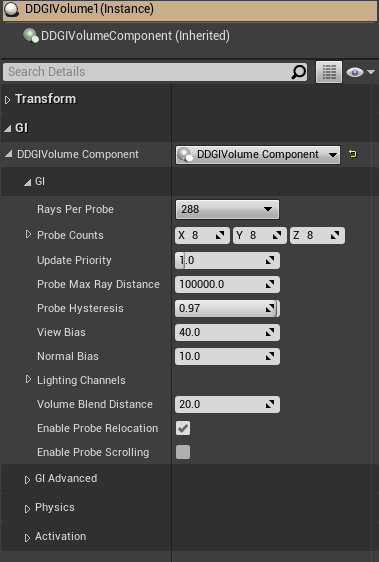 DDGIVolume1(Instance)
DDGIVolumeComponent (Inherited)
Search Details
Transform
GI
DDGIVolume Component DDGIVolume Component
GI
Rays Per Probe 288
Probe Counts X 8 Y 8 Z 8
Update Priority 1.0
Probe Max Ray Distance 100000.0
Probe Hysteresis 0.97
View Bias 40.0
Normal Bias 10.0
Lighting Channels
Volume Blend Distance 20.0
Enable Probe Relocation
Enable Probe Scrolling
GI Advanced
Physics
Activation